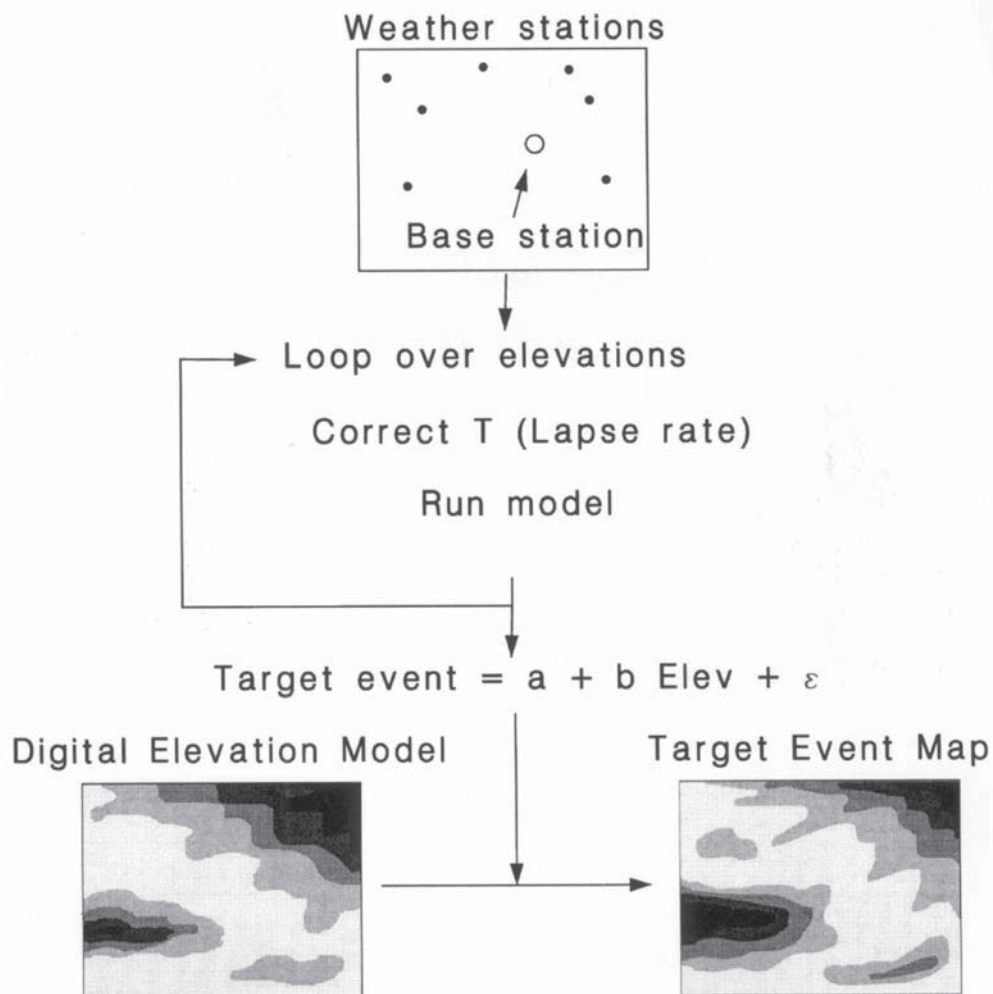 Weather stations
Base station
Loop over elevations
Correct T (Lapse rate)
Run model
Target event = a + b Elev + ε
Digital Elevation Model
Target Event Map